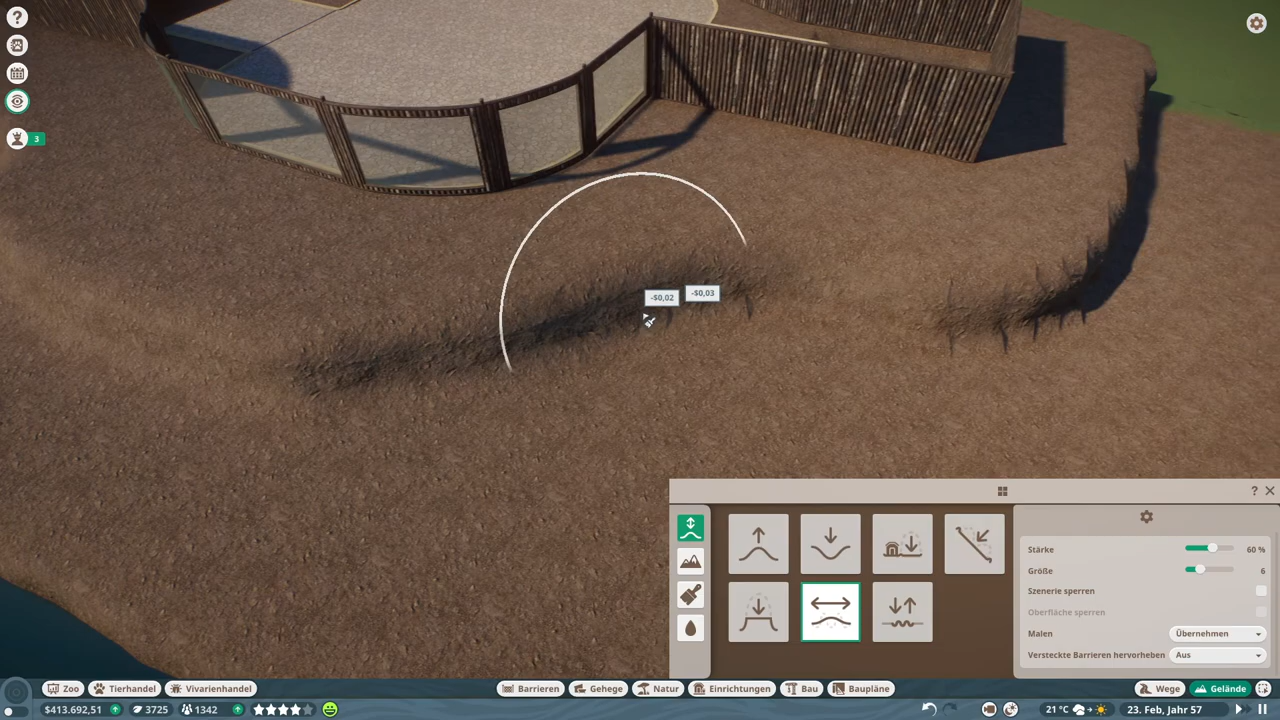 ?
3
-$0,02
-$0,03
?
Stärke
60 %
Größe
6
Szenerie sperren
Oberfläche sperren
Malen
Übernehmen
Versteckte Barrieren hervorheben
Aus
Zoo
Tierhandel
Vivarienhandel
Barrieren
Gehege
Natur
Einrichtungen
Bau
Baupläne
Wege
Gelände
$413.692,51
3725
1342
21 °C
23. Feb, Jahr 57